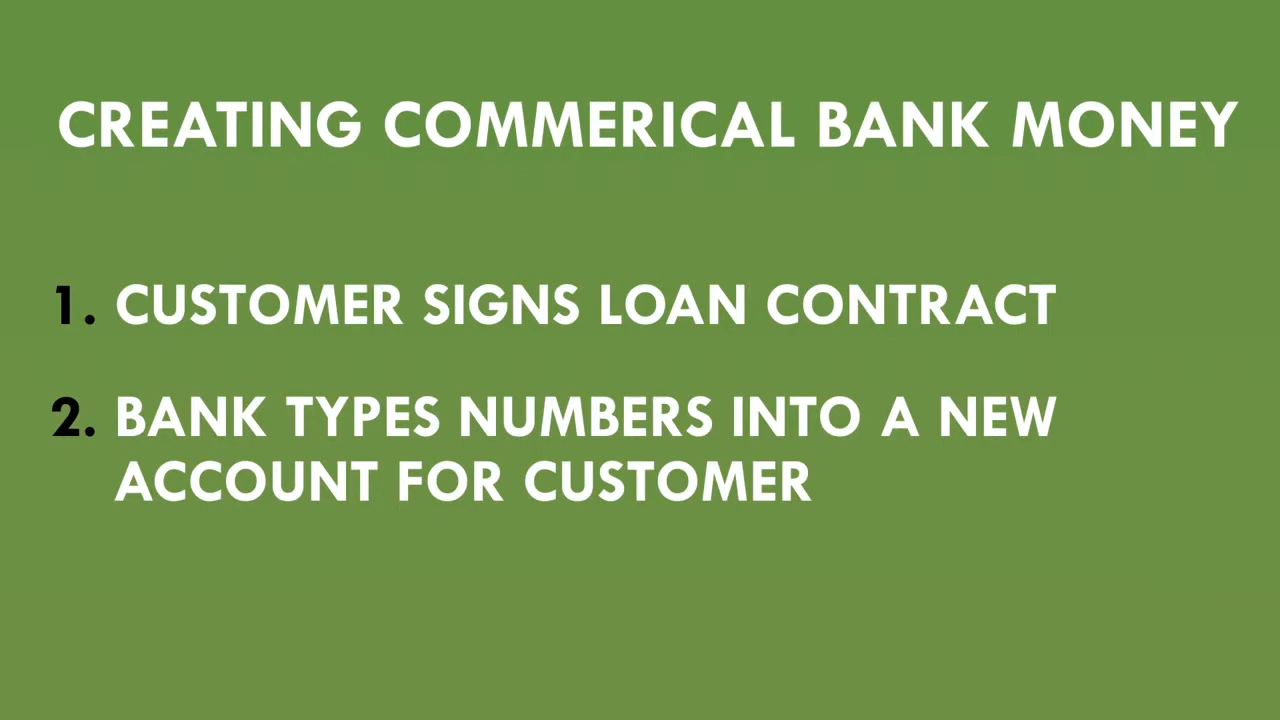 CREATING COMMERICAL BANK MONEY
1. CUSTOMER SIGNS LOAN CONTRACT
2. BANK TYPES NUMBERS INTO A NEW
ACCOUNT FOR CUSTOMER